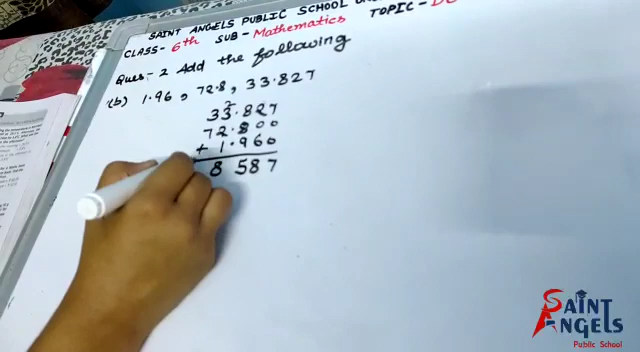 SAINT ANGELS PUBLIC SCHOOL
CLASS- 6th SUB- Mathematics TOPIC-
Ques- 2 Add the following
(b) 1.96 , 72.8 , 33.827
2
33.827
72.800
+ 1.960
8 587
SAINT
ANGELS
Public School